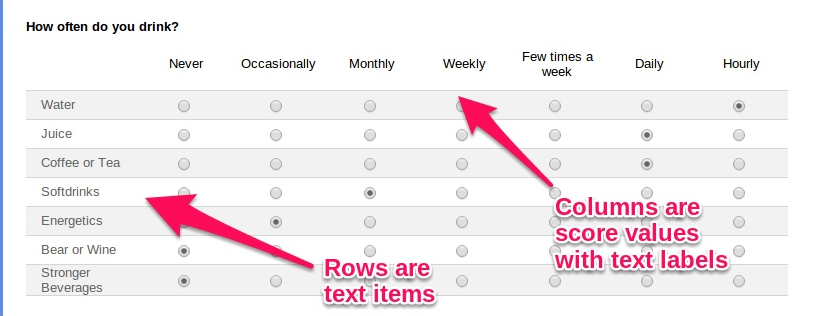 How often do you drink?
Never Occasionally Monthly Weekly Few times a week Daily Hourly
Water
Juice
Coffee or Tea
Softdrinks
Energetics
Bear or Wine
Stronger
Beverages
Columns are
score values
with text labels
Rows are
text items